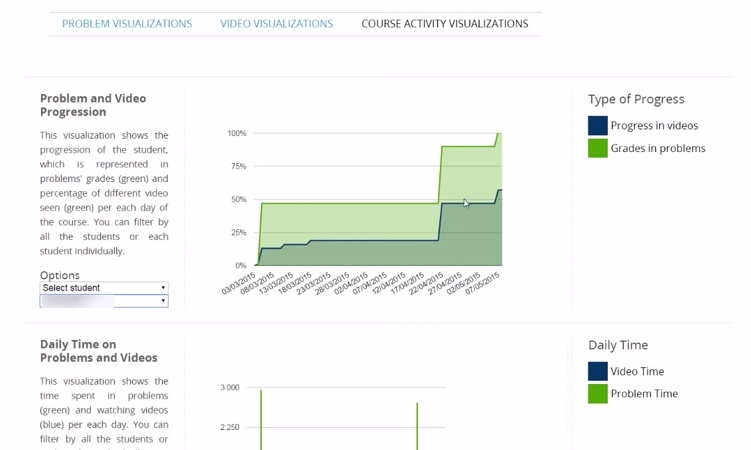 PROBLEM VISUALIZATIONS VIDEO VISUALIZATIONS COURSE ACTIVITY VISUALIZATIONS
Problem and Video
Progression
This visualization shows the
progression of the student,
which is represented in
problems' grades (green) and
percentage of different video
seen (green) per each day of
the course. You can filter by
all the students or each
student individually.
Options
Select student
100%
75%
50%
25%
0%
03/03/2015
08/03/2015
13/03/2015
18/03/2015
23/03/2015
28/03/2015
02/04/2015
07/04/2015
12/04/2015
17/04/2015
22/04/2015
27/04/2015
02/05/2015
07/05/2015
Type of Progress
Progress in videos
Grades in problems
Daily Time on
Problems and Videos
This visualization shows the
time spent in problems
(green) and watching videos
(blue) per each day. You can
filter by all the students or
3.000
2.250
Daily Time
Video Time
Problem Time